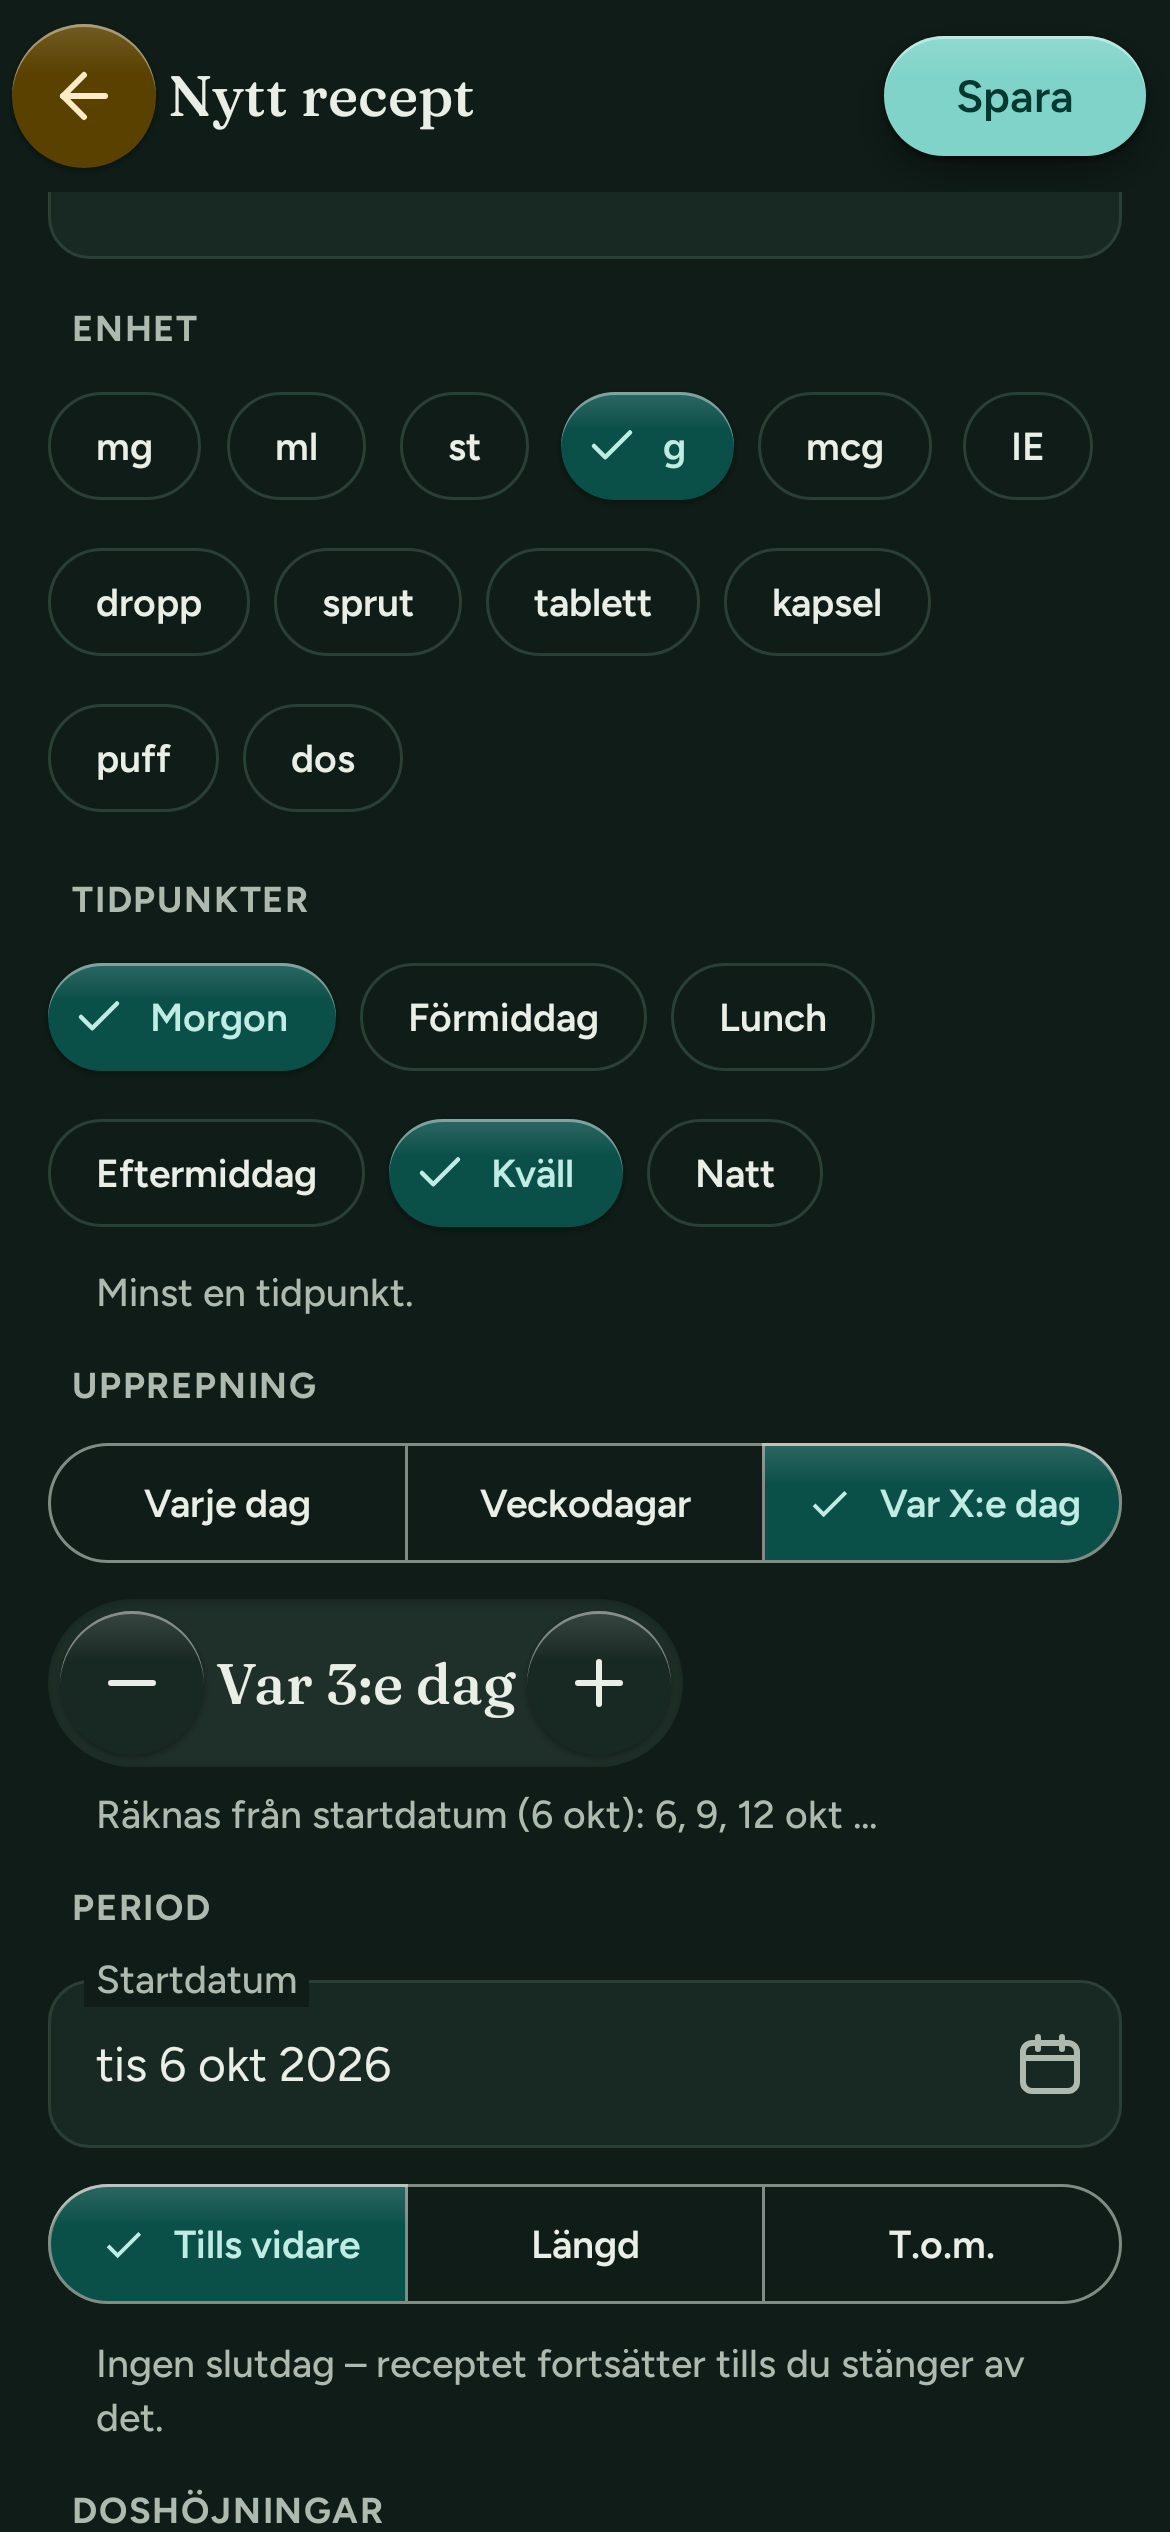 Nytt recept
Spara
ENHET
mg ml st g mcg IE
dropp sprut tablett kapsel
puff dos
TIDPUNKTER
Morgon Förmiddag Lunch
Eftermiddag Kväll Natt
Minst en tidpunkt.
UPPREPNING
Varje dag Veckodagar Var X:e dag
Var 3:e dag
Räknas från startdatum (6 okt): 6, 9, 12 okt ...
PERIOD
Startdatum
tis 6 okt 2026
Tills vidare Längd T.o.m.
Ingen slutdag – receptet fortsätter tills du stänger av
det.
DOSHÖJNINGAR